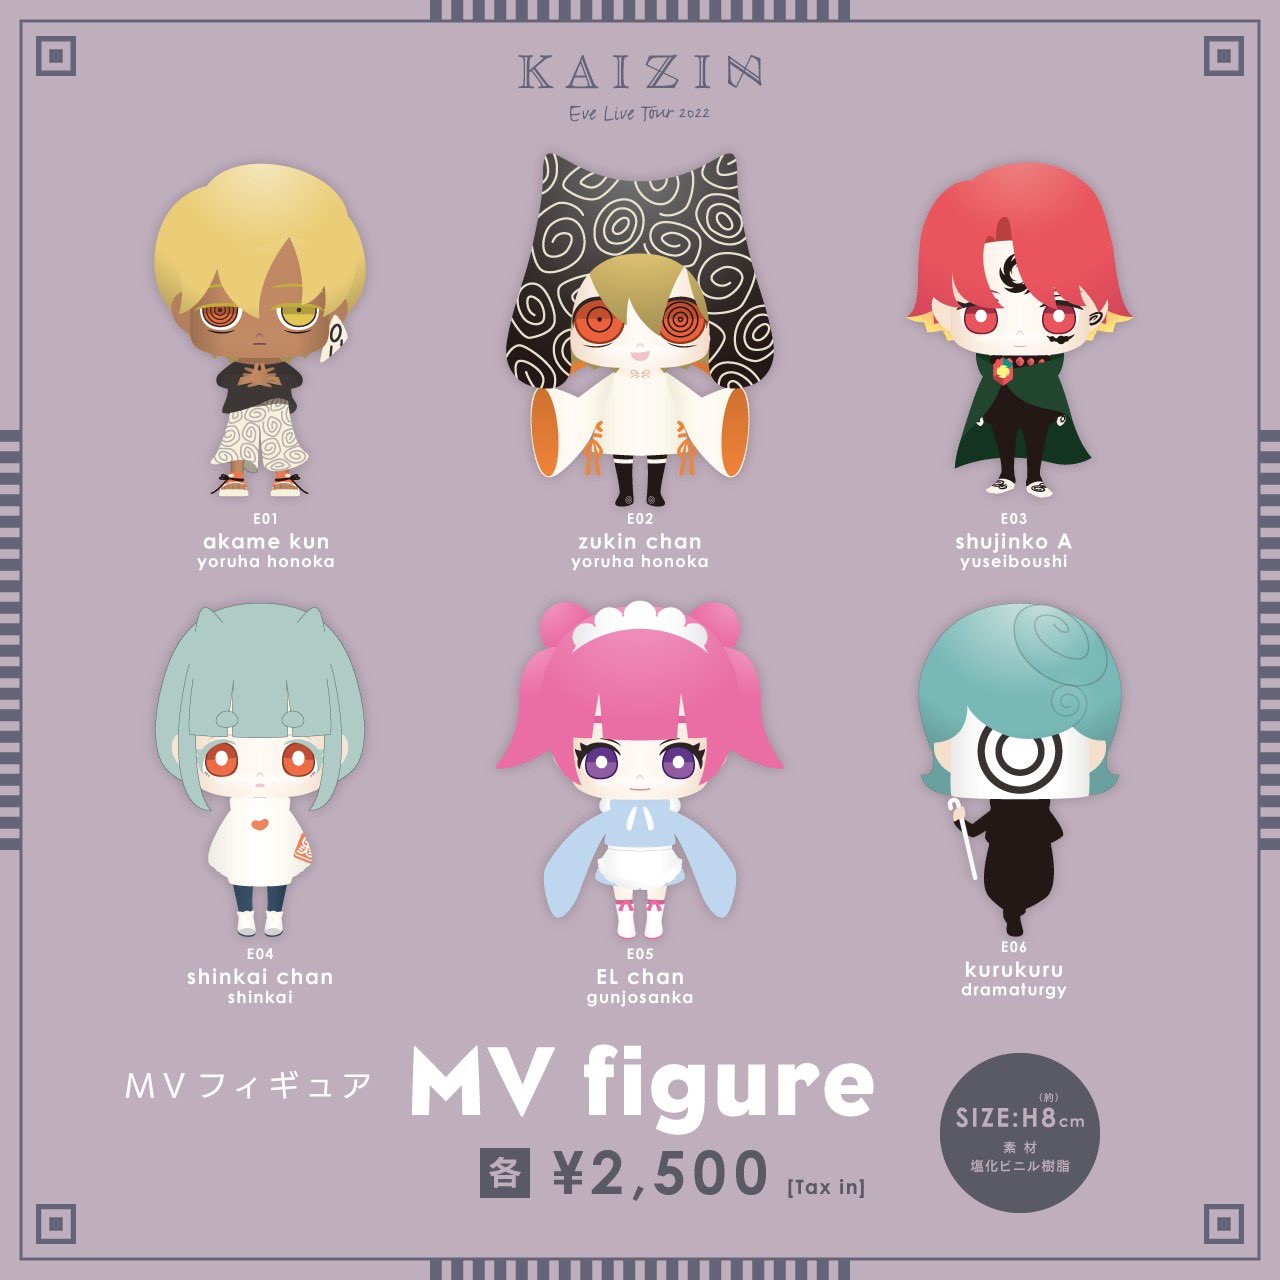 KAIZIN
Eve Live Tour 2022
E01
akame kun
yoruha honoka
E02
zukin chan
yoruha honoka
E03
shujinko A
yuseiboushi
E04
shinkai chan
shinkai
E05
EL chan
gunjosanka
E06
kurukuru
dramaturgy
MVフィギュア
MV figure
各 ¥2,500 [Tax in]
(約)
SIZE:H8cm
素材
塩化ビニル樹脂